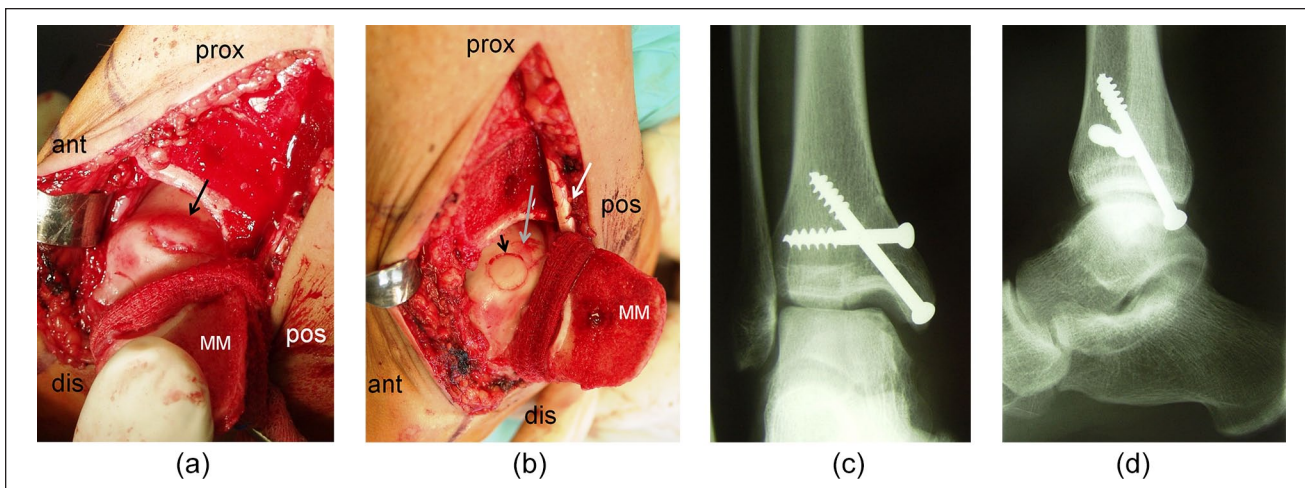 prox
ant
MM
pos
dis
prox
pos
MM
ant
dis
(a)
(b)
(c)
(d)